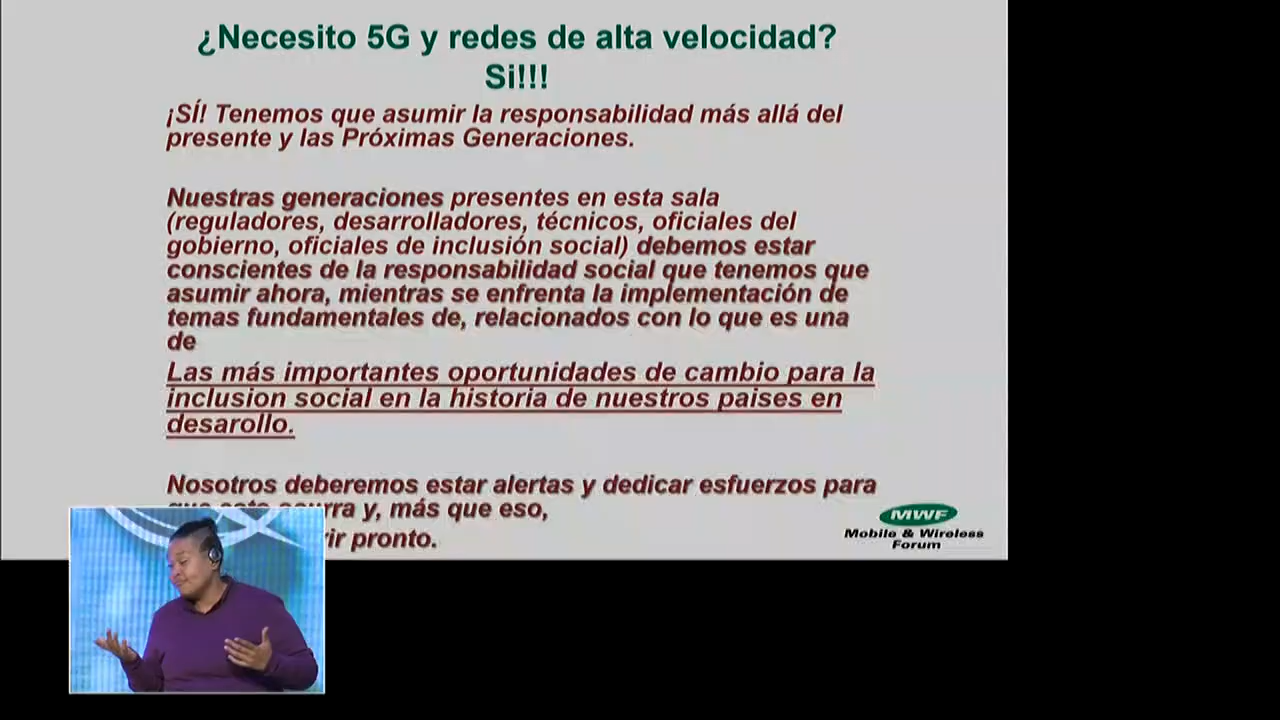 ¿Necesito 5G y redes de alta velocidad?
Si!!!
¡SÍ! Tenemos que asumir la responsabilidad más allá del
presente y las Próximas Generaciones.
Nuestras generaciones presentes en esta sala
(reguladores, desarrolladores, técnicos, oficiales del
gobierno, oficiales de inclusión social) debemos estar
conscientes de la responsabilidad social que tenemos que
asumir ahora, mientras se enfrenta la implementación de
temas fundamentales de, relacionados con lo que es una
de
Las más importantes oportunidades de cambio para la
inclusion social en la historia de nuestros paises en
desarollo.
Nosotros deberemos estar alertas y dedicar esfuerzos para
y, más que eso,
pronto.
MWF
Mobile & Wireless
Forum